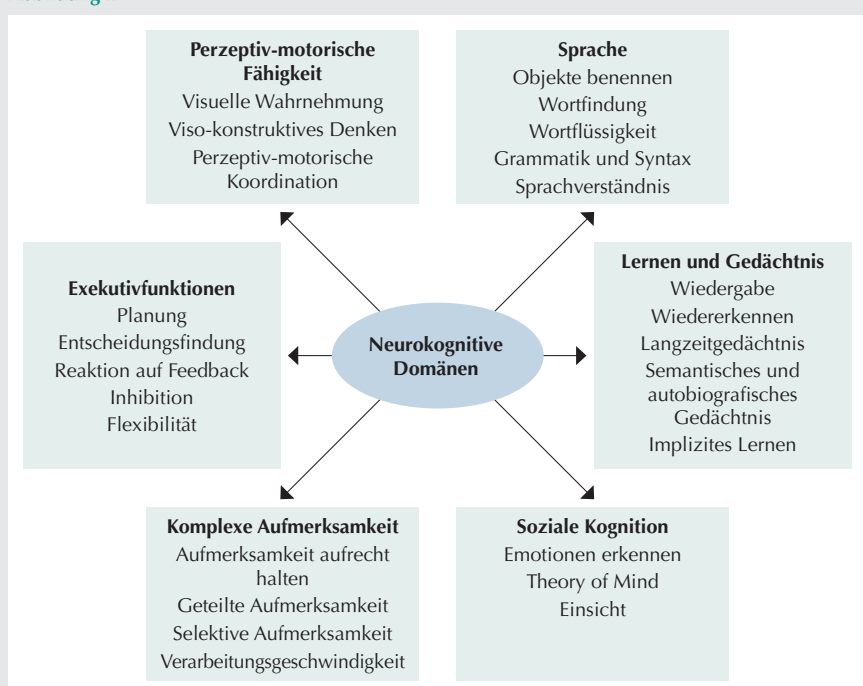 Perzeptiv-motorische
Fähigkeit
Visuelle Wahrnehmung
Viso-konstruktives Denken
Perzeptiv-motorische
Koordination
Sprache
Objekte benennen
Wortfindung
Wortflüssigkeit
Grammatik und Syntax
Sprachverständnis
Exekutivfunktionen
Planung
Entscheidungsfindung
Reaktion auf Feedback
Inhibition
Flexibilität
Neurokognitive
Domänen
Lernen und Gedächtnis
Wiedergabe
Wiedererkennen
Langzeitgedächtnis
Semantisches und
autobiografisches
Gedächtnis
Implizites Lernen
Komplexe Aufmerksamkeit
Aufmerksamkeit aufrecht
halten
Geteilte Aufmerksamkeit
Selektive Aufmerksamkeit
Verarbeitungsgeschwindigkeit
Soziale Kognition
Emotionen erkennen
Theory of Mind
Einsicht